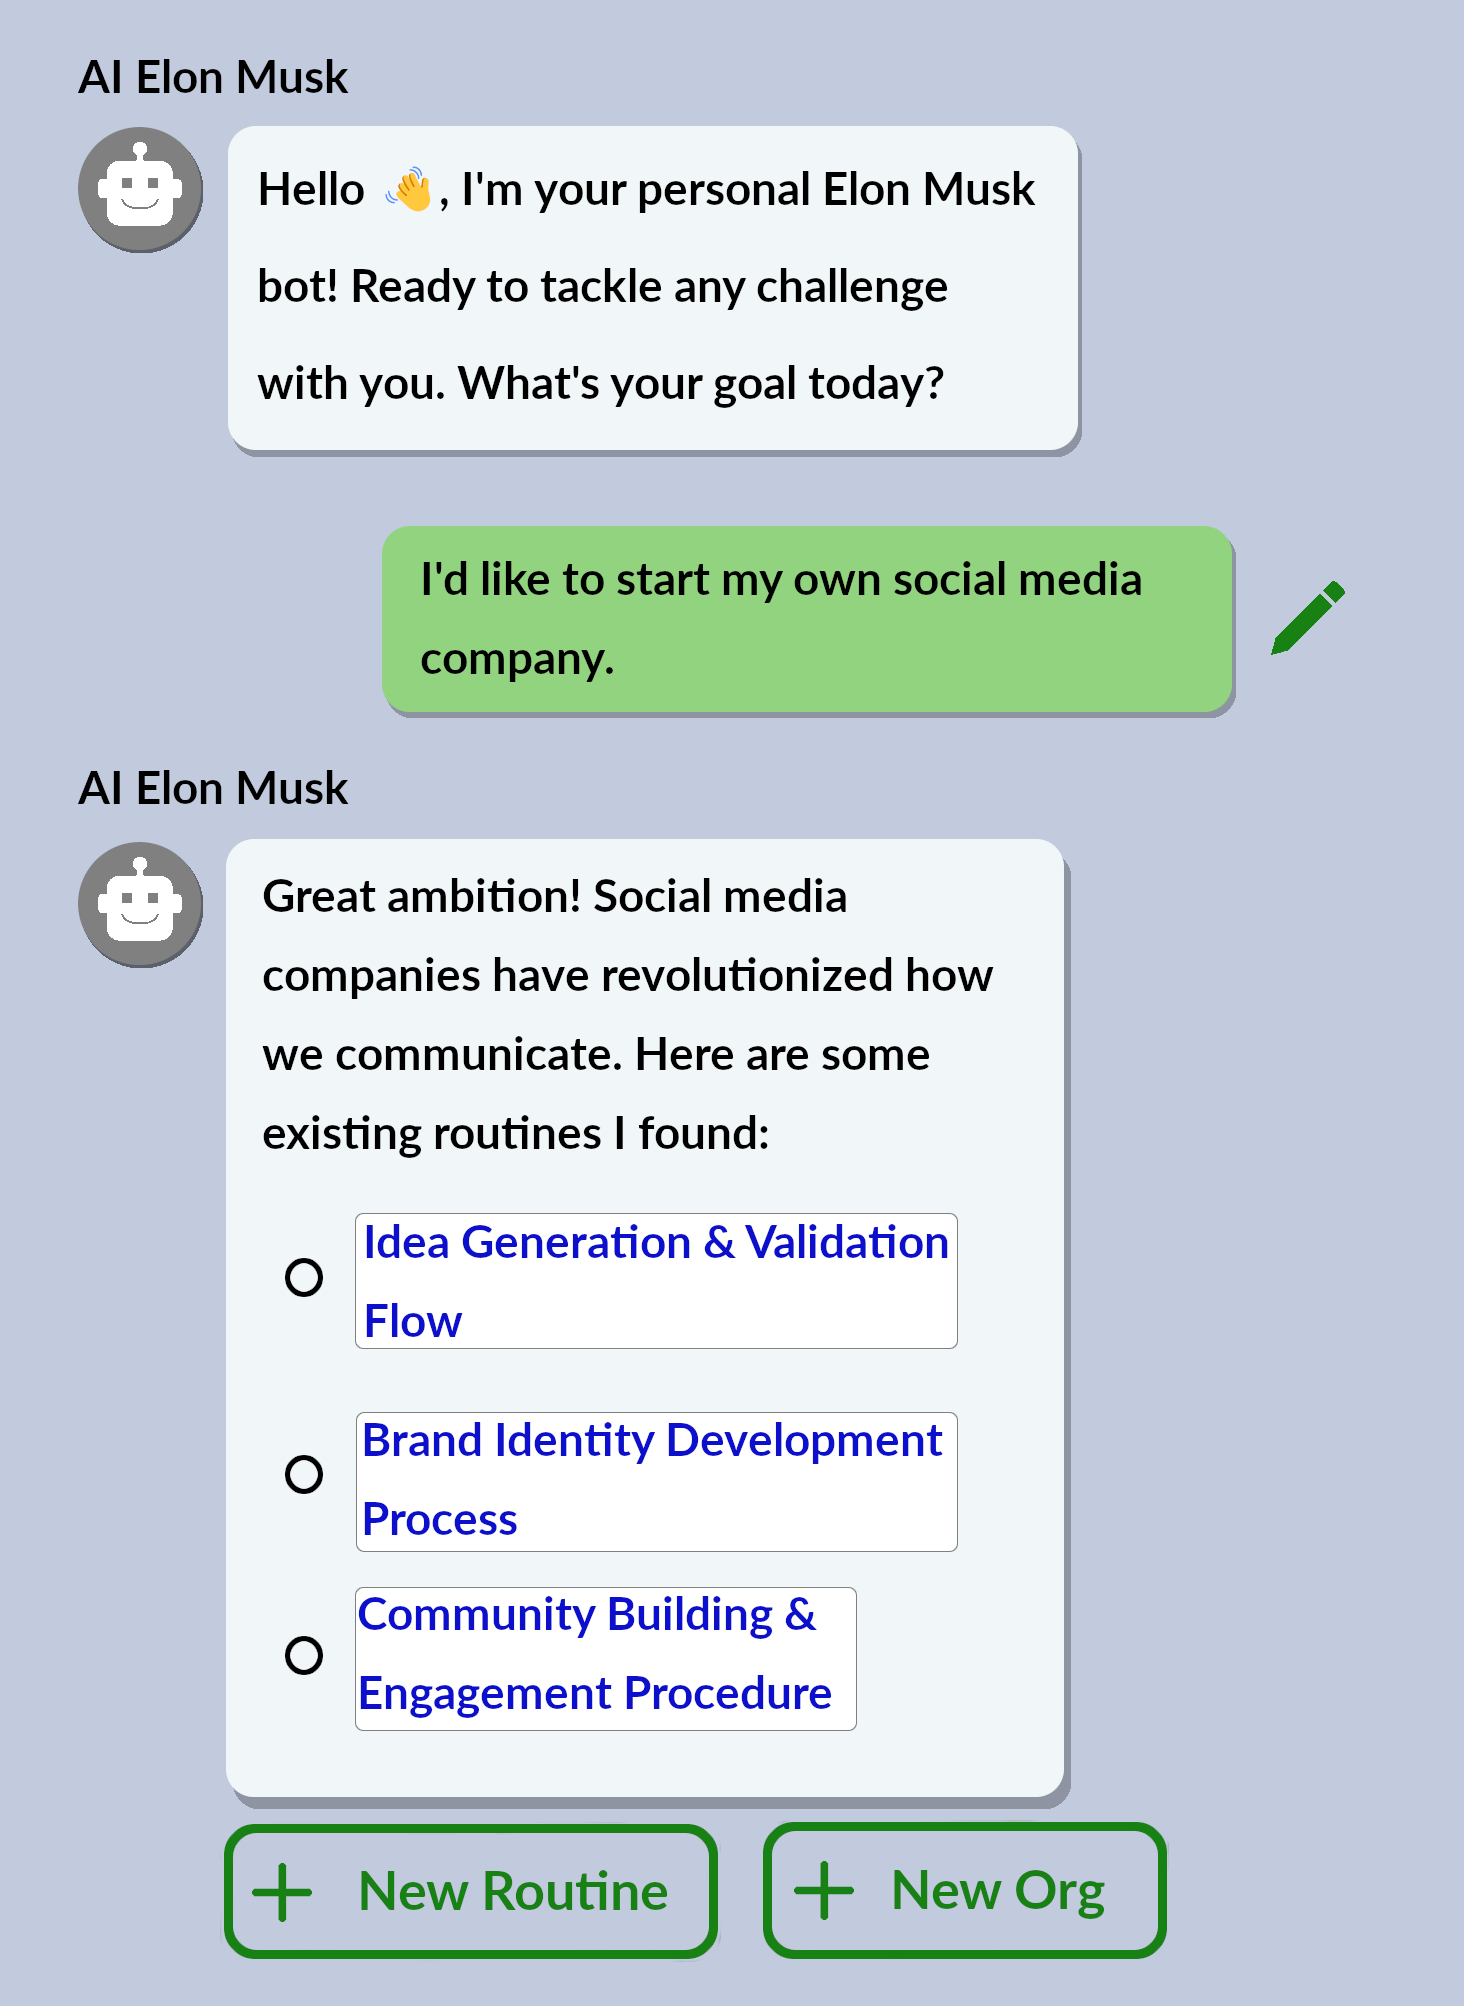 AI Elon Musk
Hello 👋, I'm your personal Elon Musk
bot! Ready to tackle any challenge
with you. What's your goal today?
I'd like to start my own social media
company.
AI Elon Musk
Great ambition! Social media
companies have revolutionized how
we communicate. Here are some
existing routines I found:
Idea Generation & Validation
Flow
Brand Identity Development
Process
Community Building &
Engagement Procedure
New Routine
New Org